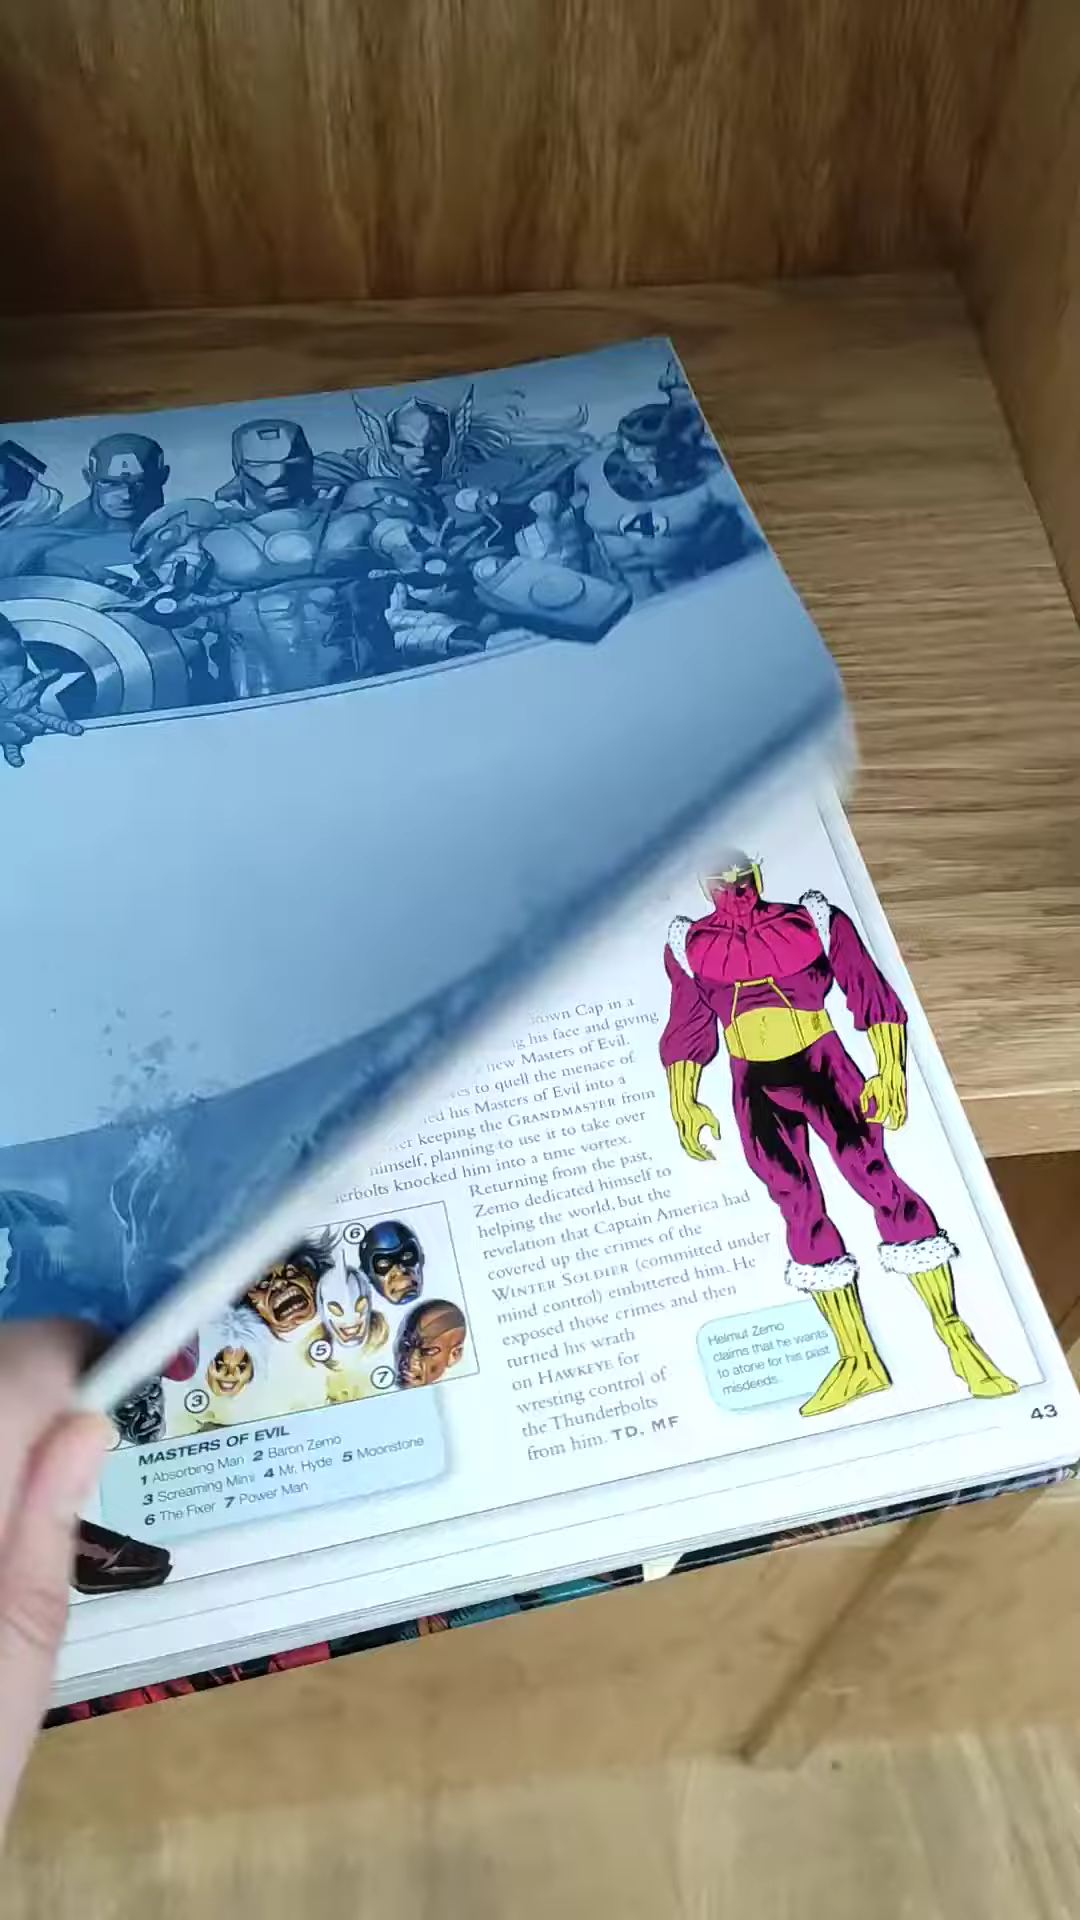 A
A
Cap in a
his face and giving
new Masters of Evil.
to quell the menace of
his Masters of Evil into a
keeping the GRANDMASTER from
himself, planning to use it to take over
knocked him into a time vortex.
Returning from the past,
Zemo dedicated himself to
helping the world, but the
revelation that Captain America had
covered up the crimes of the
WINTER SOLDIER (committed under
mind control) embittered him. He
exposed those crimes and then
turned his wrath
on HAWKEYE for
wresting control of
the Thunderbolts
from him. TD, MF
6
5
7
3
MASTERS OF EVIL
1 Absorbing Man 2 Baron Zemo
3 Screaming Mimi 4 Mr. Hyde 5 Moonstone
6 The Fixer 7 Power Man
Helmut Zemo
claims that he wants
to atone for his past
misdeeds.
43